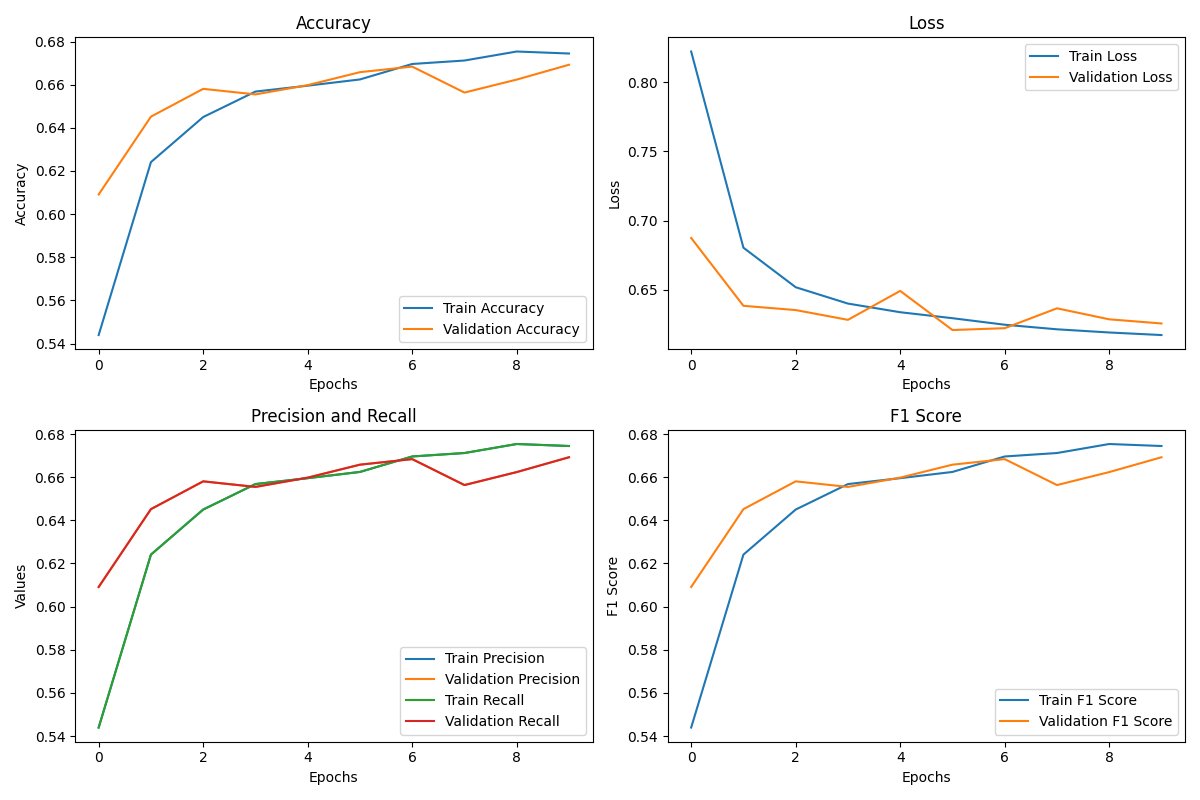 Accuracy
0.68
0.66
0.64
0.62
0.60
0.58
0.56
0.54
Accuracy
Train Accuracy
Validation Accuracy
0 2 4 6 8
Epochs
Loss
0.80
0.75
0.70
0.65
Loss
Train Loss
Validation Loss
0 2 4 6 8
Epochs
Precision and Recall
0.68
0.66
0.64
0.62
0.60
0.58
0.56
0.54
Values
Train Precision
Validation Precision
Train Recall
Validation Recall
0 2 4 6 8
Epochs
F1 Score
0.68
0.66
0.64
0.62
0.60
0.58
0.56
0.54
F1 Score
Train F1 Score
Validation F1 Score
0 2 4 6 8
Epochs